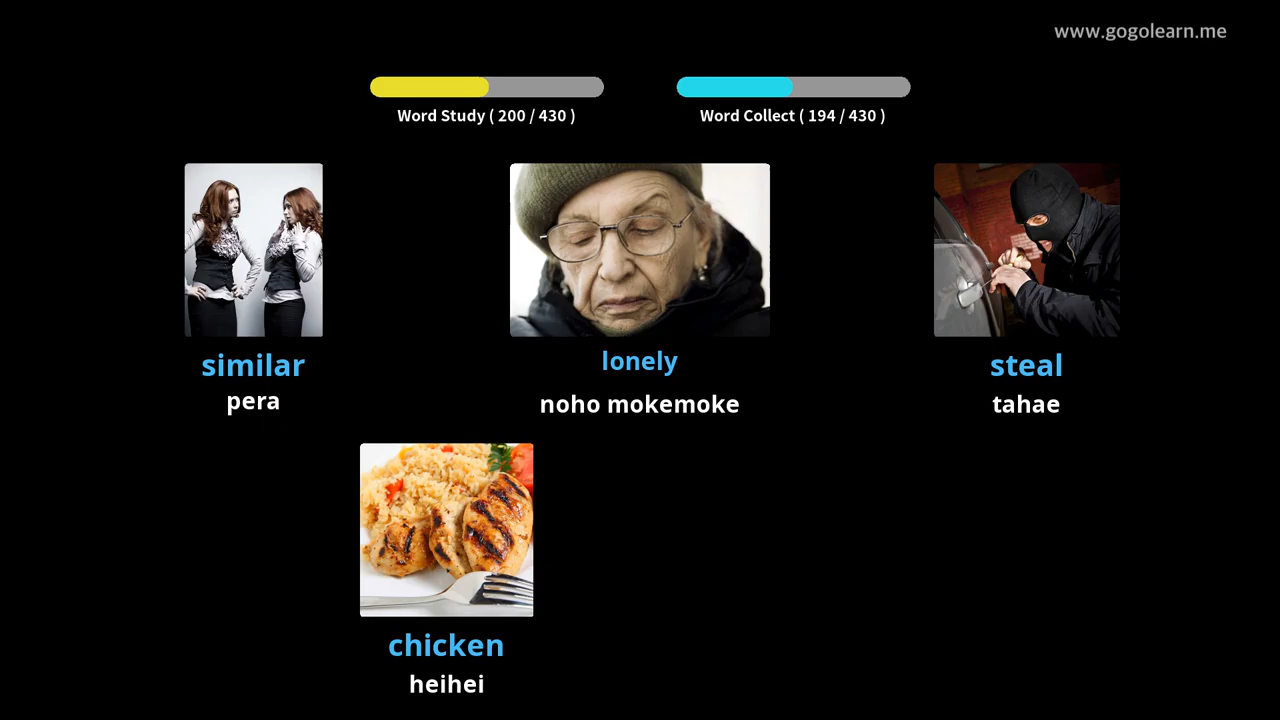 www.gogolearn.me
Word Study ( 200 / 430 )
Word Collect ( 194 / 430 )
similar
pera
lonely
noho mokemoke
steal
tahae
chicken
heihei